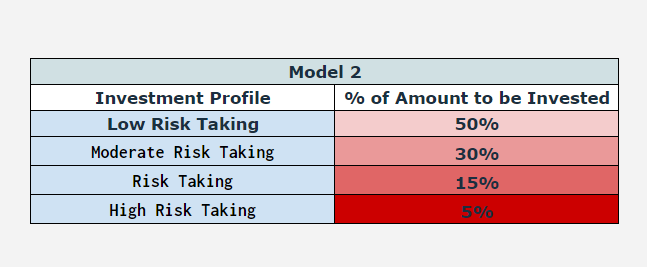 Model 2
Investment Profile % of Amount to be Invested
Low Risk Taking 50%
Moderate Risk Taking 30%
Risk Taking 15%
High Risk Taking 5%